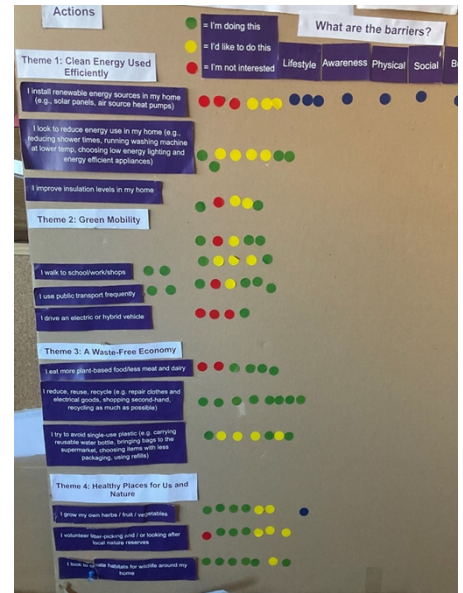 Actions
= I'm doing this
= I'd like to do this
= I'm not interested
What are the barriers?
Lifestyle
Awareness
Physical
Social
Theme 1: Clean Energy Used
Efficiently
I install renewable energy sources in my home
(e.g., solar panels, air source heat pumps)
I look to reduce energy use in my home (e.g.,
reducing shower times, running washing machine
at lower temp, choosing low energy lighting and
energy efficient appliances)
I improve insulation levels in my home
Theme 2: Green Mobility
I walk to school/work/shops
I use public transport frequently
I drive an electric or hybrid vehicle
Theme 3: A Waste-Free Economy
I eat more plant-based food/less meat and dairy
I reduce, reuse, recycle (e.g. repair clothes and
electrical goods, shopping second-hand,
recycling as much as possible)
I try to avoid single-use plastic (e.g. carrying
reusable water bottle, bringing bags to the
supermarket, choosing items with less
packaging, using refills)
Theme 4: Healthy Places for Us and
Nature
I grow my own herbs / fruit / vegetables
I volunteer litter-picking and / or looking after
local nature reserves
I look to create habitats for wildlife around my
home